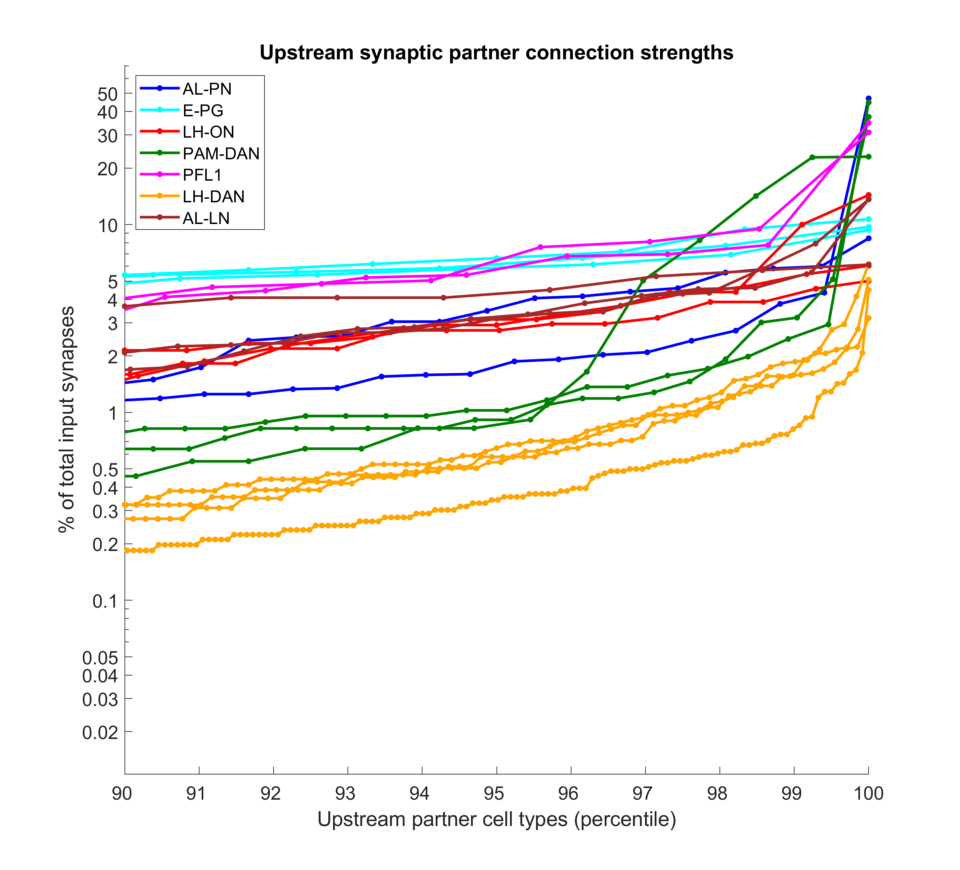 Upstream synaptic partner connection strengths
AL-PN
E-PG
LH-ON
PAM-DAN
PFL1
LH-DAN
AL-LN
50
40
30
20
10
5
4
3
2
1
0.5
0.4
0.3
0.2
0.1
0.05
0.04
0.03
0.02
% of total input synapses
90 91 92 93 94 95 96 97 98 99 100
Upstream partner cell types (percentile)